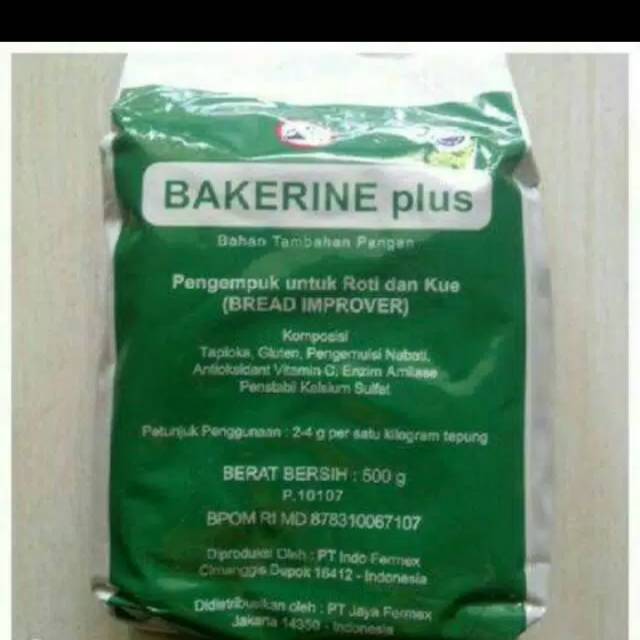 BAKERINE plus
Bahan Tambahan Pangan
Pengempuk untuk Roti dan Kue
(BREAD IMPROVER)
Komposisi
Tapioka, Gluten, Pengemulsi Nabati,
Antioksidant Vitamin C, Enzim Amilase
Penstabil Kalsium Sulfat
Petunjuk Penggunaan : 2-4 g per satu kilogram tepung
BERAT BERSIH : 500 g
P.10107
BPOM RI MD 878310067107
Diproduksi Oleh : PT Indo Fermex
Cimanggis Depok 16412 - Indonesia
Didistribusikan oleh : PT Jaya Fermex
Jakarta 14350 - Indonesia